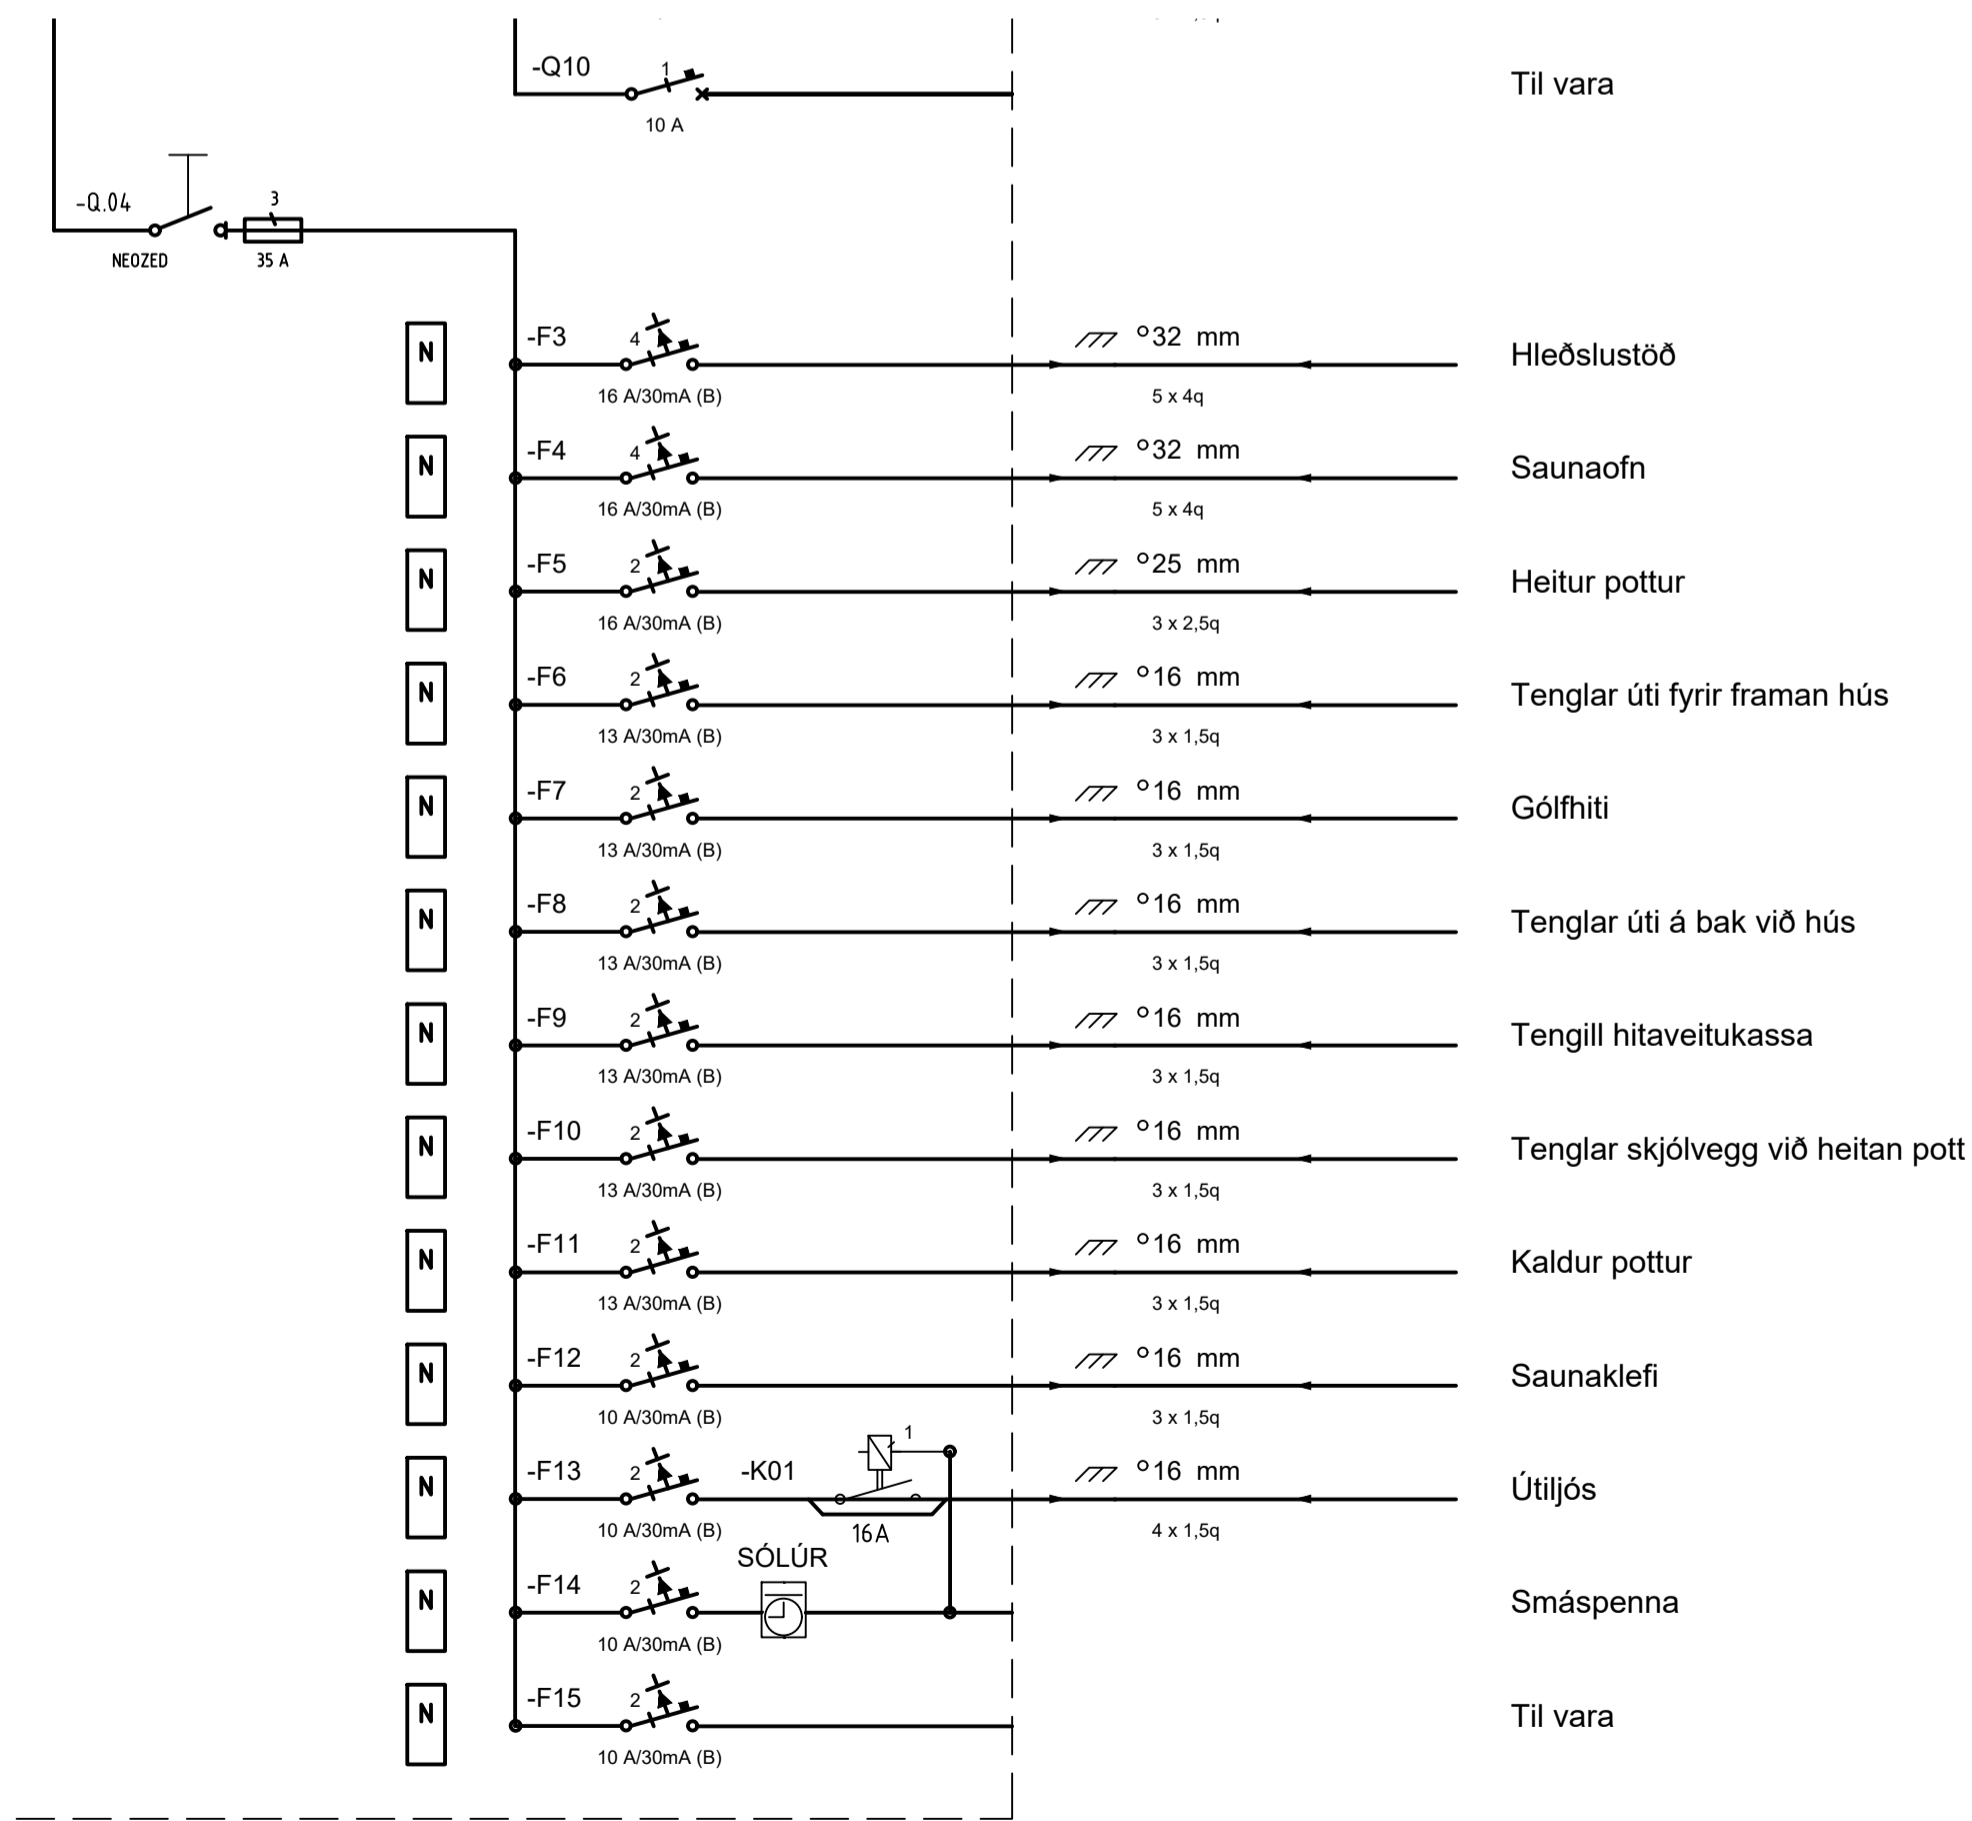 -Q10 1 Til vara
10 A
-Q.04 3
NEOZED 35 A
N -F3 4 °32 mm Hleðslustöð
16 A/30mA (B) 5 x 4q
N -F4 4 °32 mm Saunaofn
16 A/30mA (B) 5 x 4q
N -F5 2 °25 mm Heitur pottur
16 A/30mA (B) 3 x 2,5q
N -F6 2 °16 mm Tenglar úti fyrir framan hús
13 A/30mA (B) 3 x 1,5q
N -F7 2 °16 mm Gólfhiti
13 A/30mA (B) 3 x 1,5q
N -F8 2 °16 mm Tenglar úti á bak við hús
13 A/30mA (B) 3 x 1,5q
N -F9 2 °16 mm Tengill hitaveitukassa
13 A/30mA (B) 3 x 1,5q
N -F10 2 °16 mm Tenglar skjólvegg við heitan pott
13 A/30mA (B) 3 x 1,5q
N -F11 2 °16 mm Kaldur pottur
13 A/30mA (B) 3 x 1,5q
N -F12 2 °16 mm Saunaklefi
10 A/30mA (B) 3 x 1,5q
1
N -F13 2 -K01 °16 mm Útiljós
10 A/30mA (B) 16A 4 x 1,5q
SÓLÚR
N -F14 2 Smáspenna
10 A/30mA (B)
N -F15 2 Til vara
10 A/30mA (B)